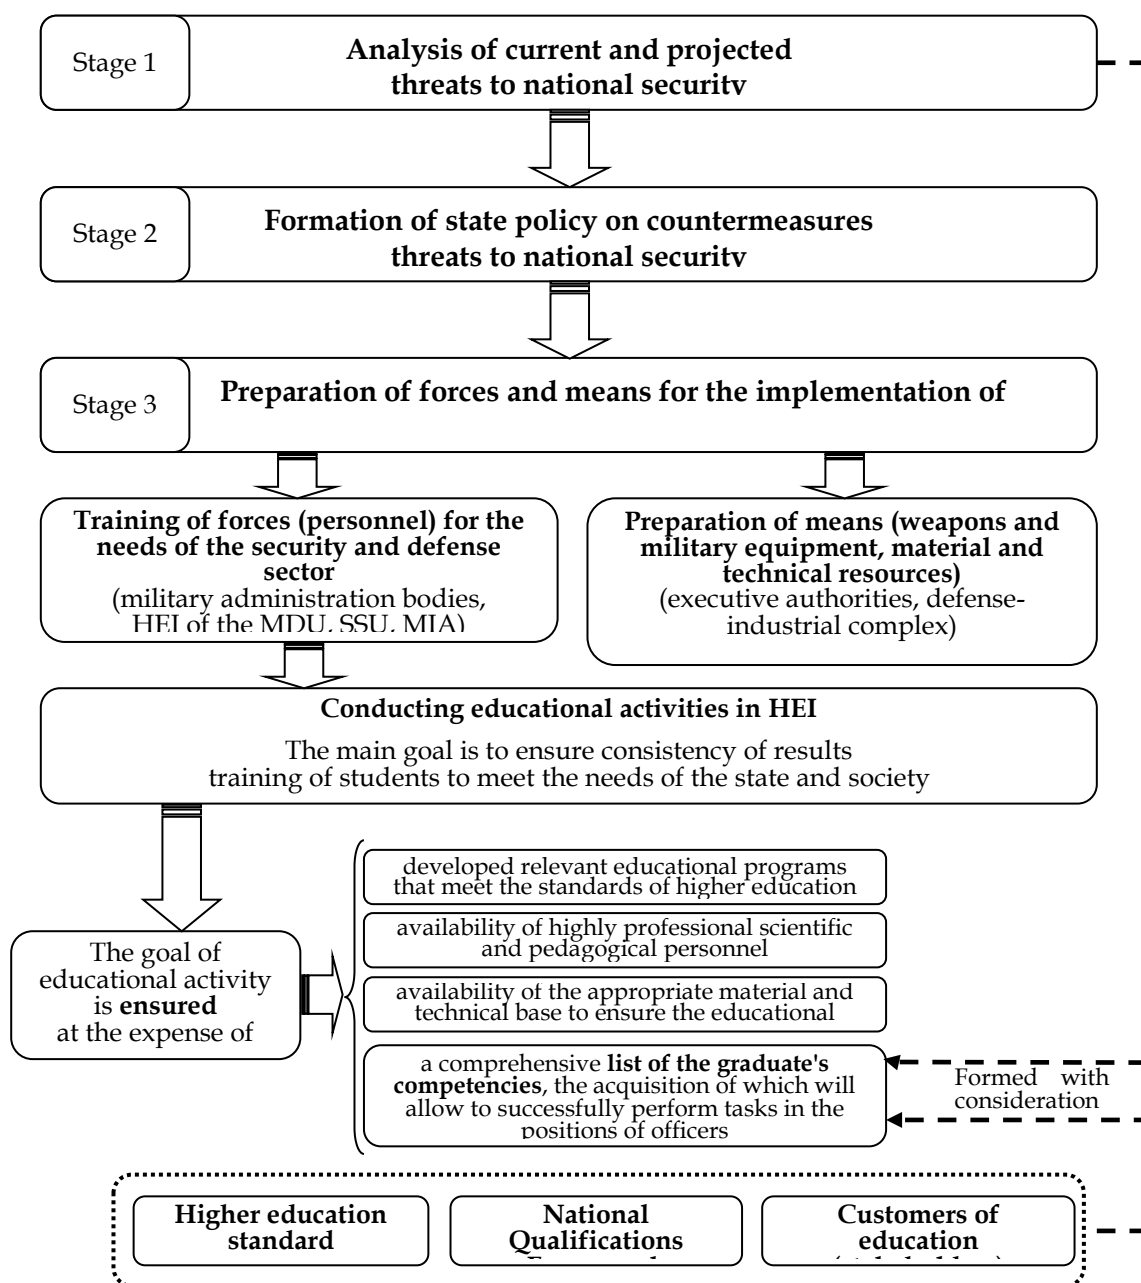 Stage 1
Analysis of current and projected
threats to national security
Stage 2
Formation of state policy on countermeasures
threats to national security
Stage 3
Preparation of forces and means for the implementation of
Training of forces (personnel) for the
needs of the security and defense
sector
(military administration bodies,
HEI of the MDU, SSU, MIA)
Preparation of means (weapons and
military equipment, material and
technical resources)
(executive authorities, defense-
industrial complex)
Conducting educational activities in HEI
The main goal is to ensure consistency of results
training of students to meet the needs of the state and society
The goal of
educational activity
is ensured
at the expense of
developed relevant educational programs
that meet the standards of higher education
availability of highly professional scientific
and pedagogical personnel
availability of the appropriate material and
technical base to ensure the educational
a comprehensive list of the graduate's
competencies, the acquisition of which will
allow to successfully perform tasks in the
positions of officers
Formed with
consideration
Higher education
standard
National
Qualifications
Customers of
education